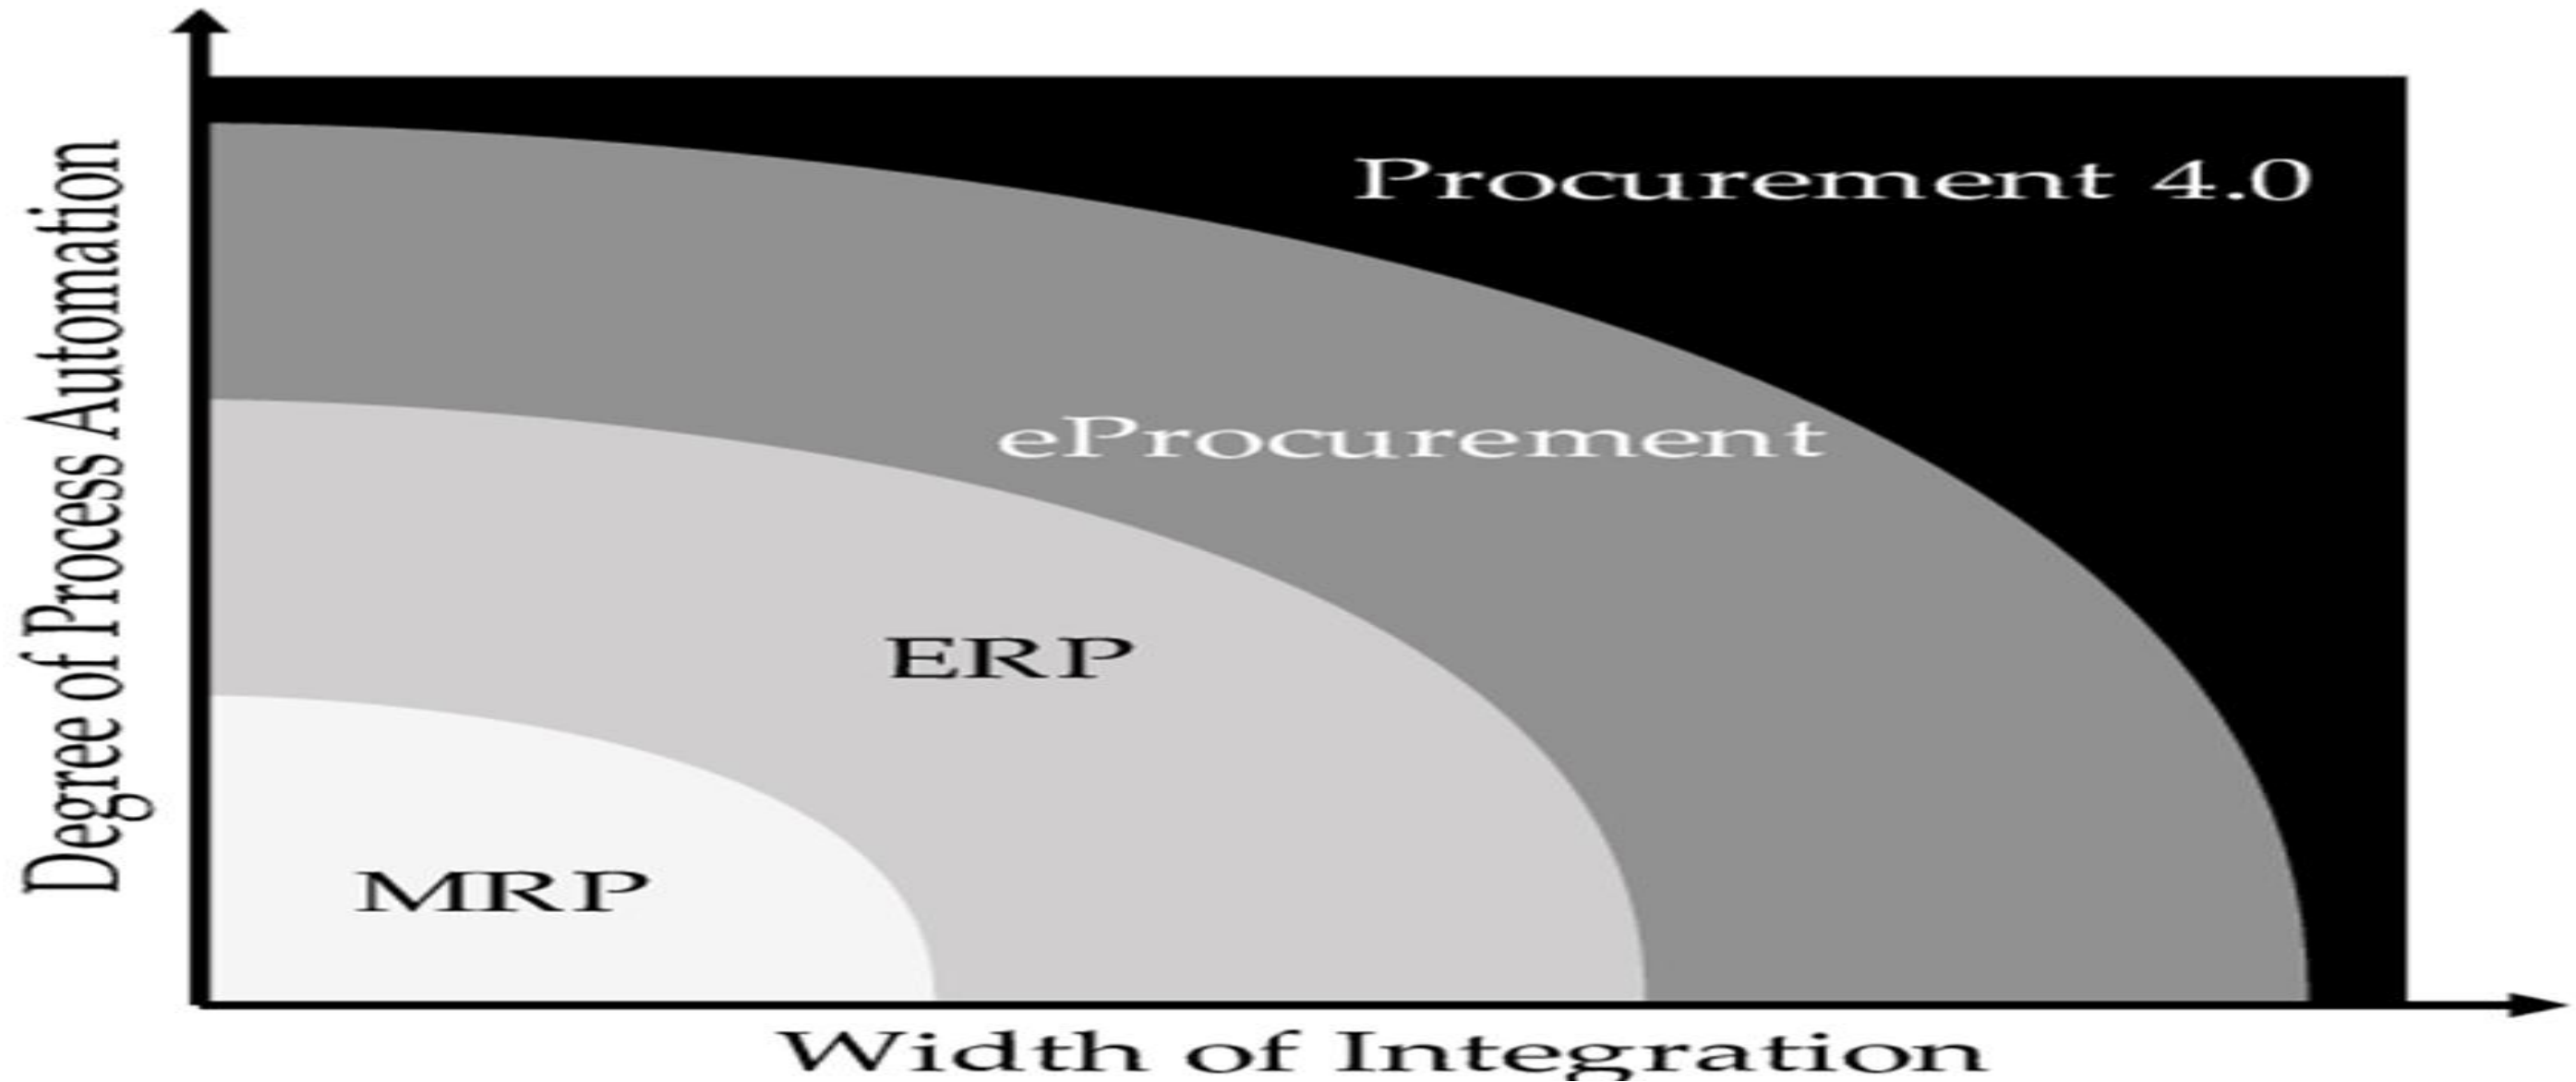 Degree of Process Automation
Procurement 4.0
eProcurement
ERP
MRP
Width of Integration